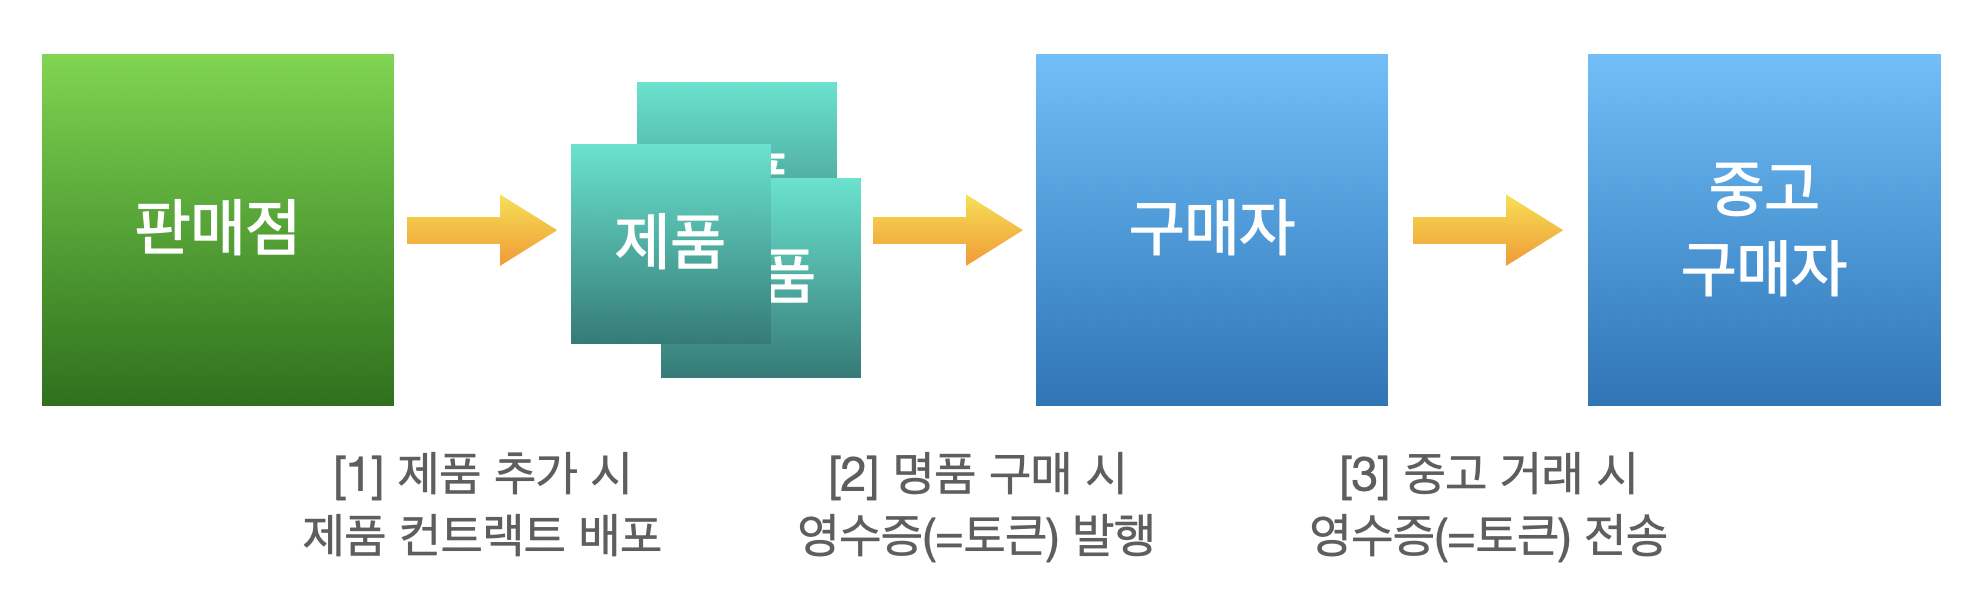 판매점
제품
품
구매자
중고
구매자
[1] 제품 추가 시
제품 컨트랙트 배포
[2] 명품 구매 시
영수증(=토큰) 발행
[3] 중고 거래 시
영수증(=토큰) 전송